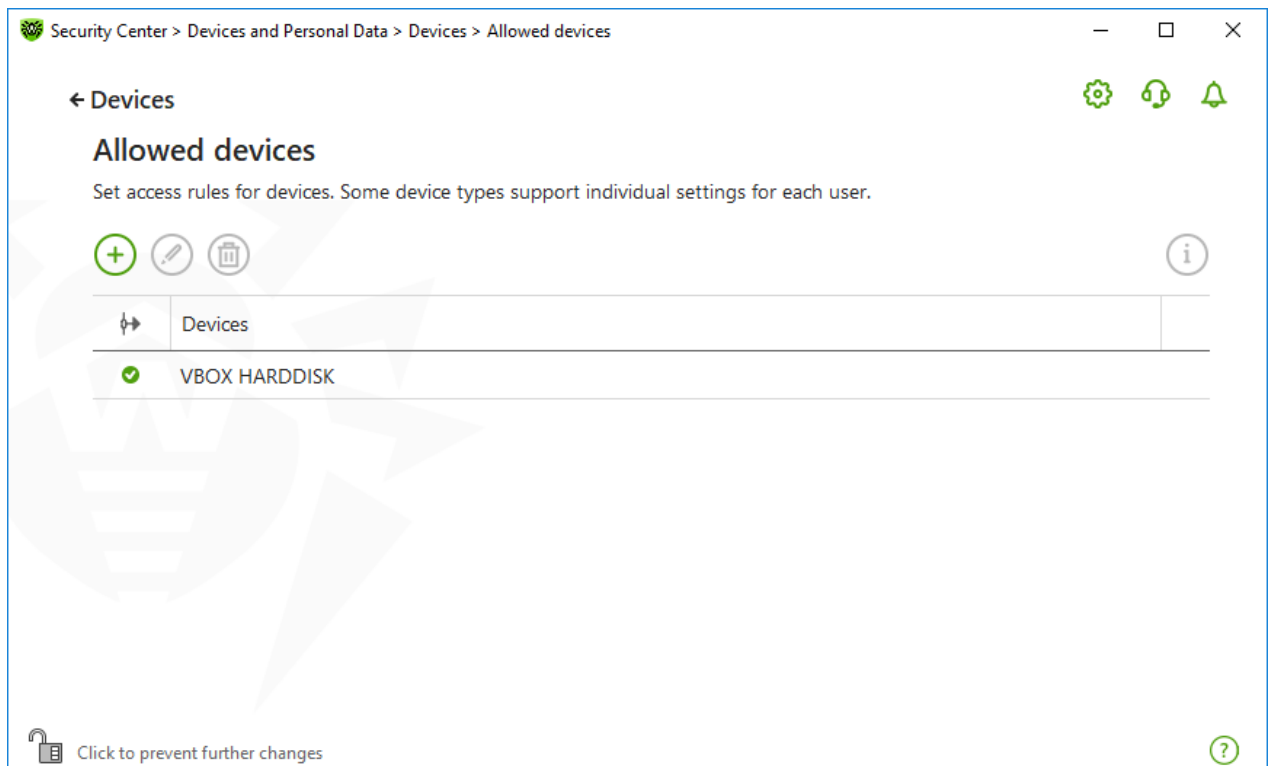 Security Center > Devices and Personal Data > Devices > Allowed devices
Devices
Allowed devices
Set access rules for devices. Some device types support individual settings for each user.
Devices
VBOX HARDDISK
Click to prevent further changes